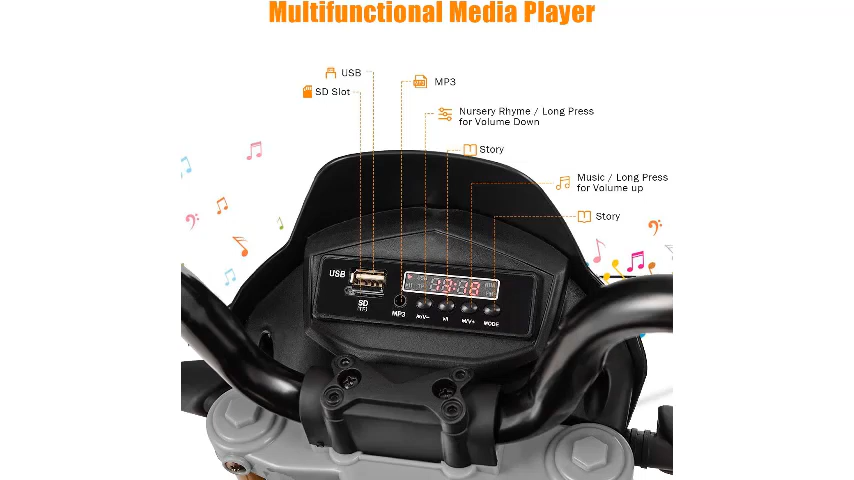 Multifunctional Media Player
USB
SD Slot
MP3
Nursery Rhyme / Long Press
for Volume Down
Story
Music / Long Press
for Volume up
Story
USB
SD
(TF)
MP3
MODE